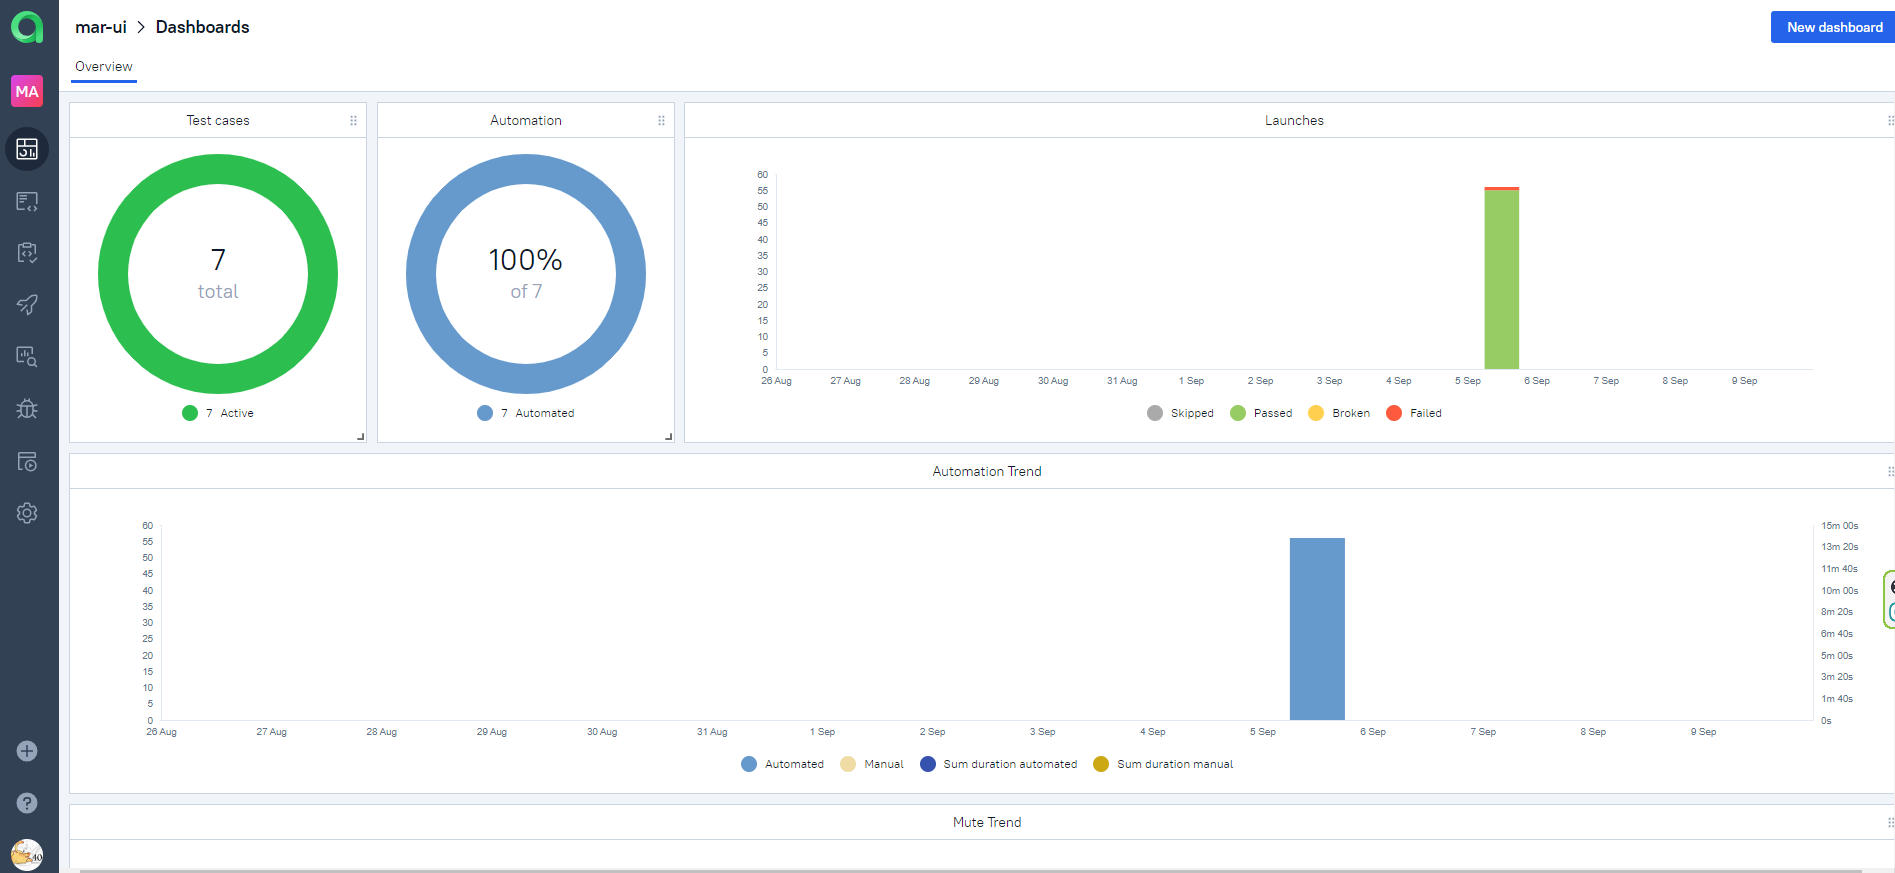 mar-ui > Dashboards
New dashboard
MA
Overview
Test cases
7
total
7 Active
Automation
100%
of 7
7 Automated
Launches
60
55
50
45
40
35
30
25
20
15
10
5
0
26 Aug 27 Aug 28 Aug 29 Aug 30 Aug 31 Aug 1 Sep 2 Sep 3 Sep 4 Sep 5 Sep 6 Sep 7 Sep 8 Sep 9 Sep
Skipped Passed Broken Failed
Automation Trend
60
55
50
45
40
35
30
25
20
15
10
5
0
15m 00s
13m 20s
11m 40s
10m 00s
8m 20s
6m 40s
5m 00s
3m 20s
1m 40s
0s
26 Aug 27 Aug 28 Aug 29 Aug 30 Aug 31 Aug 1 Sep 2 Sep 3 Sep 4 Sep 5 Sep 6 Sep 7 Sep 8 Sep 9 Sep
Automated Manual Sum duration automated Sum duration manual
Mute Trend
40